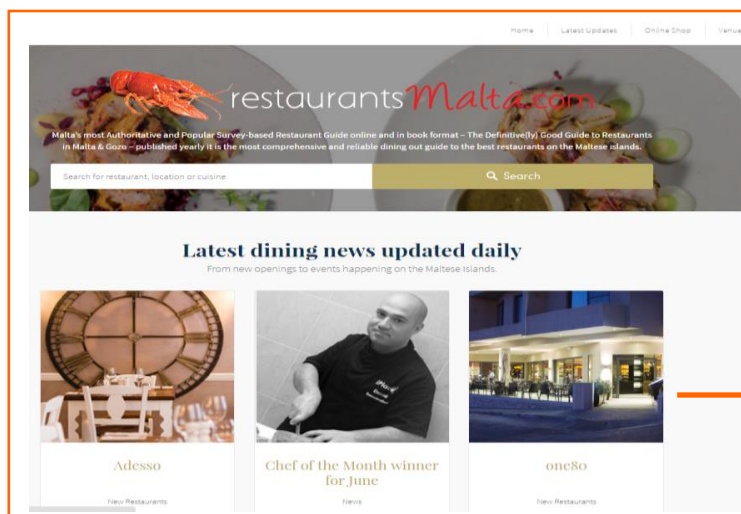 Home Latest Updates Online Shop Venue
restaurantsMalta.com
Malta's most Authoritative and Popular Survey-based Restaurant Guide online and in book format – The Definitive(ly) Good Guide to Restaurants
in Malta & Gozo – published yearly it is the most comprehensive and reliable dining out guide to the best restaurants on the Maltese islands.
Search for restaurant, location or cuisine Search
Latest dining news updated daily
From new openings to events happening on the Maltese Islands.
Adesso Chef of the Month winner one80
for June
New Restaurants News New Restaurants